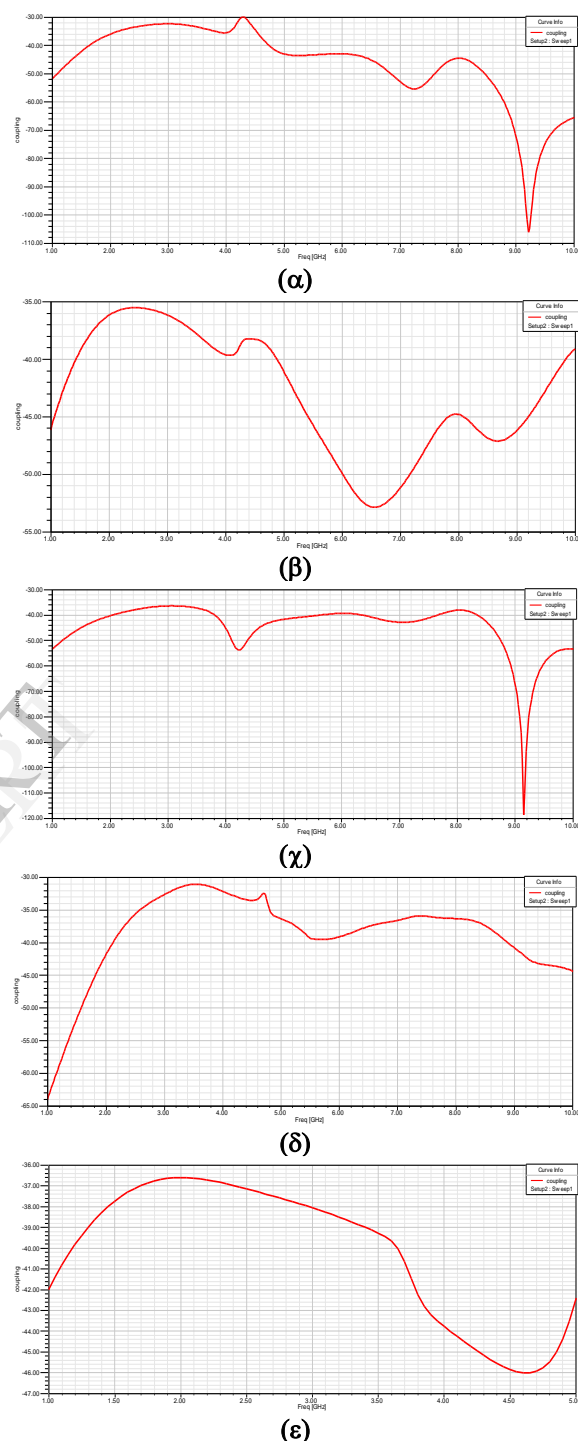 -30.00
-40.00
-50.00
-60.00
-70.00
-80.00
-90.00
-100.00
-110.00
coupling
Curve Info
coupling
Setup2 : Sweep1
1.00 2.00 3.00 4.00 5.00 6.00 7.00 8.00 9.00 10.00
Freq [GHz]
(α)
-35.00
-40.00
-45.00
-50.00
-55.00
coupling
Curve Info
coupling
Setup2 : Sweep1
1.00 2.00 3.00 4.00 5.00 6.00 7.00 8.00 9.00 10.00
Freq [GHz]
(β)
-30.00
-40.00
-50.00
-60.00
-70.00
-80.00
-90.00
-100.00
-110.00
-120.00
coupling
Curve Info
coupling
Setup2 : Sweep1
1.00 2.00 3.00 4.00 5.00 6.00 7.00 8.00 9.00 10.00
Freq [GHz]
(χ)
-30.00
-35.00
-40.00
-45.00
-50.00
-55.00
-60.00
-65.00
coupling
Curve Info
coupling
Setup2 : Sweep1
1.00 2.00 3.00 4.00 5.00 6.00 7.00 8.00 9.00 10.00
Freq [GHz]
(δ)
-36.00
-37.00
-38.00
-39.00
-40.00
-41.00
-42.00
-43.00
-44.00
-45.00
-46.00
-47.00
coupling
Curve Info
coupling
Setup2 : Sweep1
1.00 1.50 2.00 2.50 3.00 3.50 4.00 4.50 5.00
Freq [GHz]
(ε)